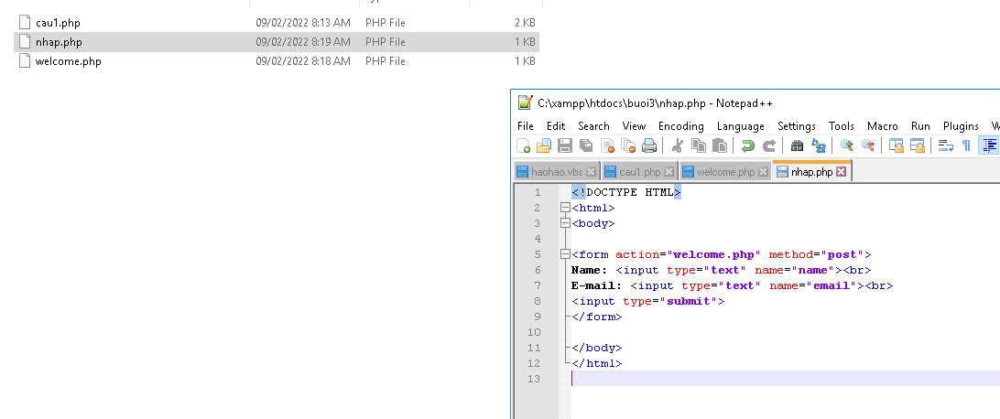 cau1.php 09/02/2022 8:13 AM PHP File 2 KB
nhap.php 09/02/2022 8:19 AM PHP File 1 KB
welcome.php 09/02/2022 8:18 AM PHP File 1 KB
C:\xampp\htdocs\buoi3\nhap.php - Notepad++
File Edit Search View Encoding Language Settings Tools Macro Run Plugins
haohao.vbs cau1.php welcome.php nhap.php
1 <!DOCTYPE HTML>
2 <html>
3 <body>
4
5 <form action="welcome.php" method="post">
6 Name: <input type="text" name="name"><br>
7 E-mail: <input type="text" name="email"><br>
8 <input type="submit">
9 </form>
10
11 </body>
12 </html>
13